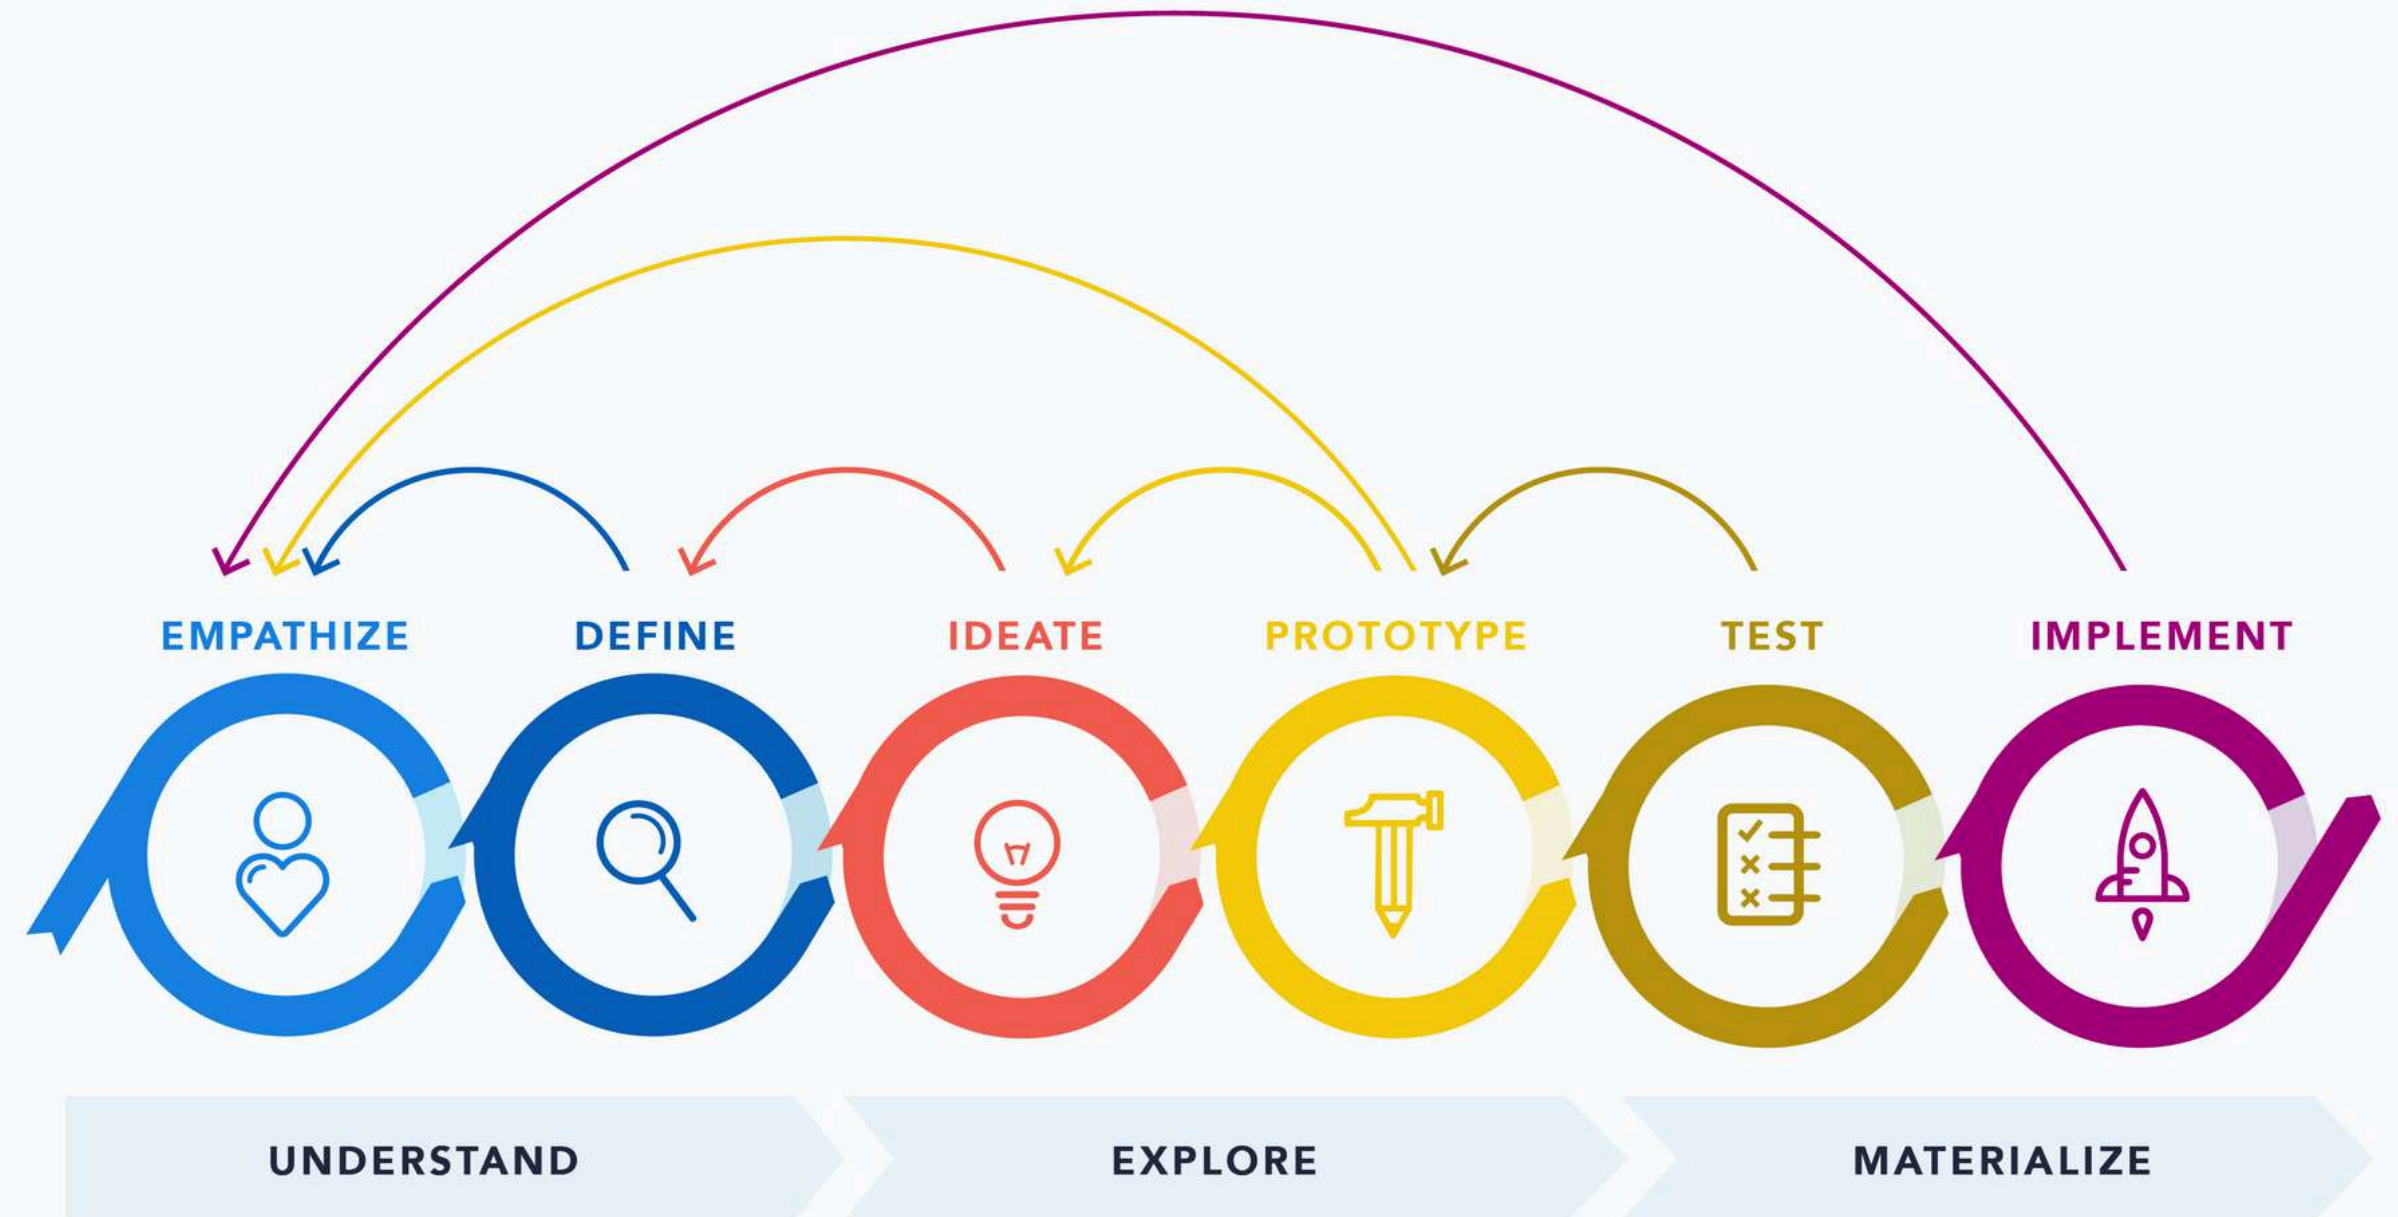 EMPATHIZE
DEFINE
IDEATE
PROTOTYPE
TEST
IMPLEMENT
UNDERSTAND
EXPLORE
MATERIALIZE